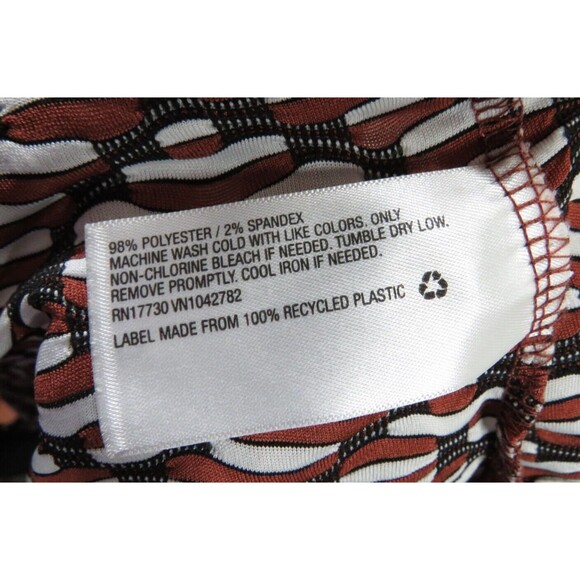 98% POLYESTER / 2% SPANDEX
MACHINE WASH COLD WITH LIKE COLORS. ONLY
NON-CHLORINE BLEACH IF NEEDED. TUMBLE DRY LOW.
REMOVE PROMPTLY. COOL IRON IF NEEDED.
RN17730 VN1042782
LABEL MADE FROM 100% RECYCLED PLASTIC